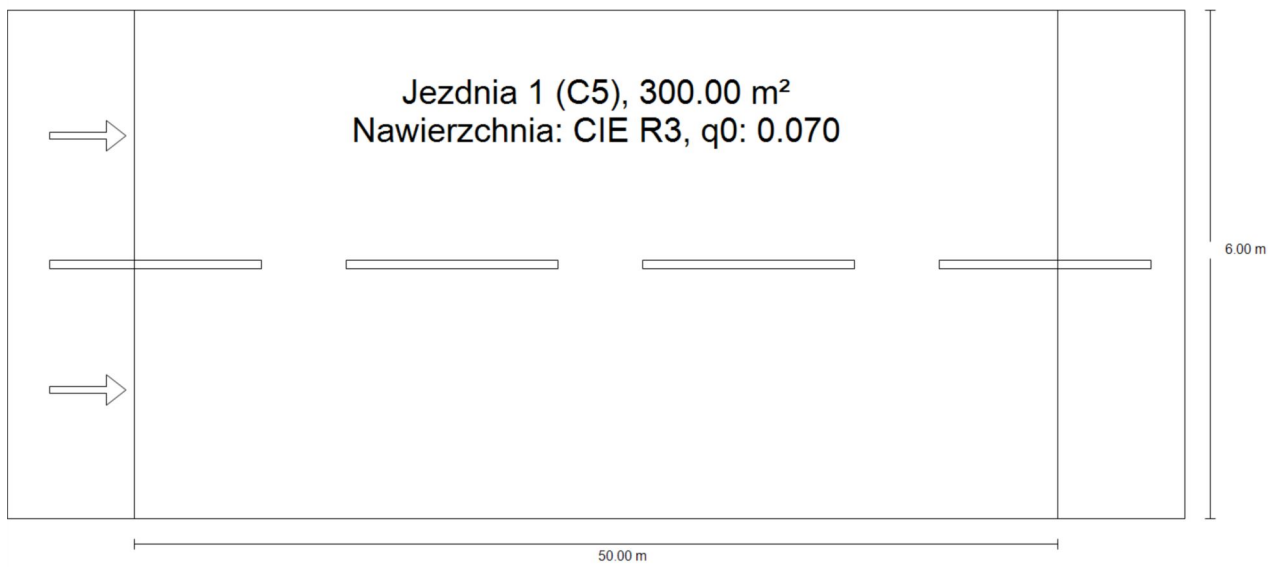 Jezdnia 1 (C5), 300.00 m²
Nawierzchnia: CIE R3, q0: 0.070
6.00 m
50.00 m